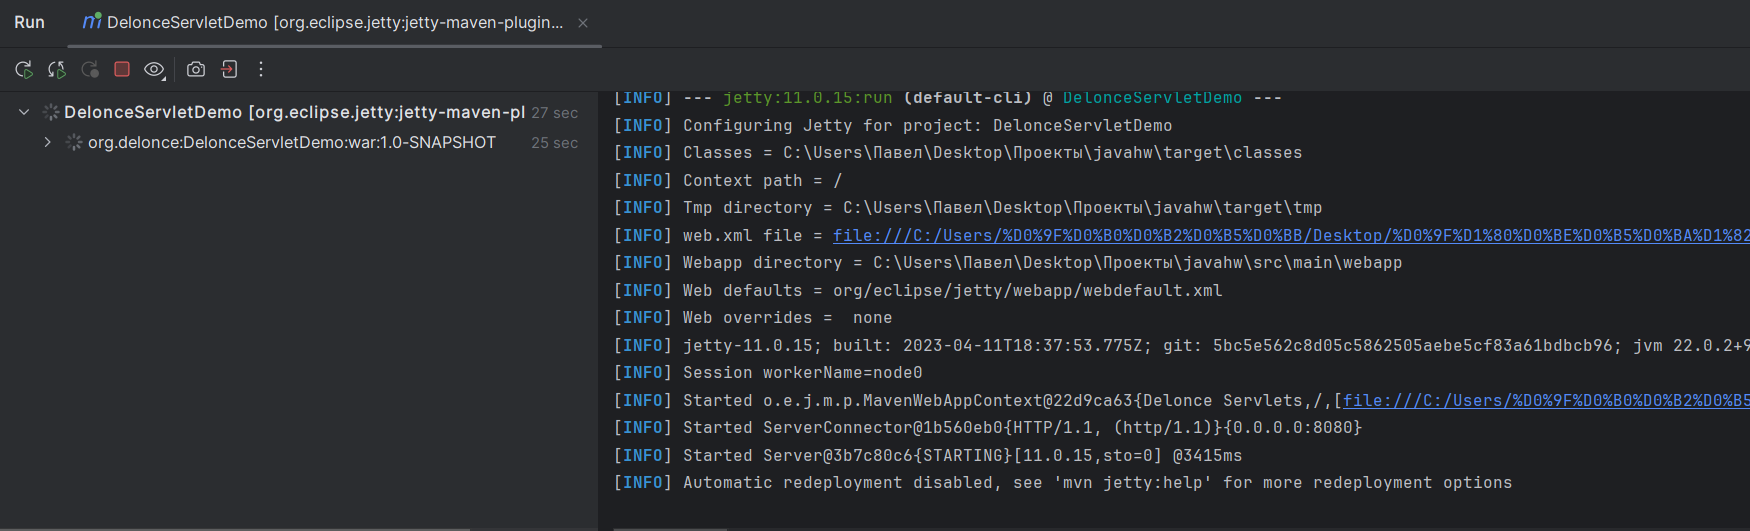 Run
DelonceServletDemo [org.eclipse.jetty:jetty-maven-plugin...
DelonceServletDemo [org.eclipse.jetty:jetty-maven-pl 27 sec
org.delonce:DelonceServletDemo:war:1.0-SNAPSHOT 25 sec
[INFO] --- jetty:11.0.15:run (default-cli) @ DelonceServletDemo ---
[INFO] Configuring Jetty for project: DelonceServletDemo
[INFO] Classes = C:\Users\Павел\Desktop\Проекты\javahw\target\classes
[INFO] Context path = /
[INFO] Tmp directory = C:\Users\Павел\Desktop\Проекты\javahw\target\tmp
[INFO] web.xml file = file:///C:/Users/%D0%9F%D0%B0%D0%B2%D0%B5%D0%BB/Desktop/%D0%9F%D1%80%D0%BE%D0%B5%D0%BA%D1%82
[INFO] Webapp directory = C:\Users\Павел\Desktop\Проекты\javahw\src\main\webapp
[INFO] Web defaults = org/eclipse/jetty/webapp/webdefault.xml
[INFO] Web overrides =  none
[INFO] jetty-11.0.15; built: 2023-04-11T18:37:53.775Z; git: 5bc5e562c8d05c5862505aebe5cf83a61bdbcb96; jvm 22.0.2+9
[INFO] Session workerName=node0
[INFO] Started o.e.j.m.p.MavenWebAppContext@22d9ca63{Delonce Servlets,/,[file:///C:/Users/%D0%9F%D0%B0%D0%B2%D0%B5
[INFO] Started ServerConnector@1b560eb0{HTTP/1.1, (http/1.1)}{0.0.0.0:8080}
[INFO] Started Server@3b7c80c6{STARTING}[11.0.15,sto=0] @3415ms
[INFO] Automatic redeployment disabled, see 'mvn jetty:help' for more redeployment options